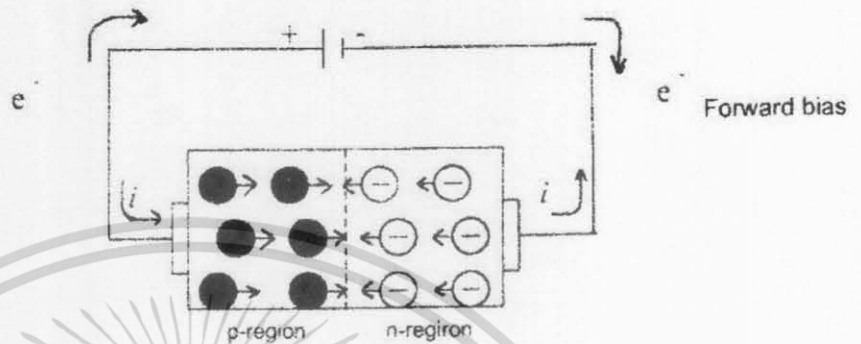 + -
e-
e-
Forward bias
i
i
- -
- -
- -
p-region n-regiron